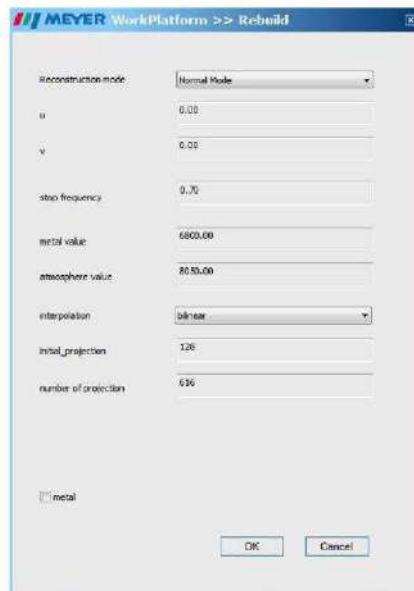 MEYER WorkPlatform >> Rebuild
Reconstruction mode Normal Mode
u 0.00
v 0.00
stop frequency 0.70
metal value 6800.00
atmosphere value 8050.00
interpolation bilinear
initial_projection 120
number of projection 616
metal
OK Cancel